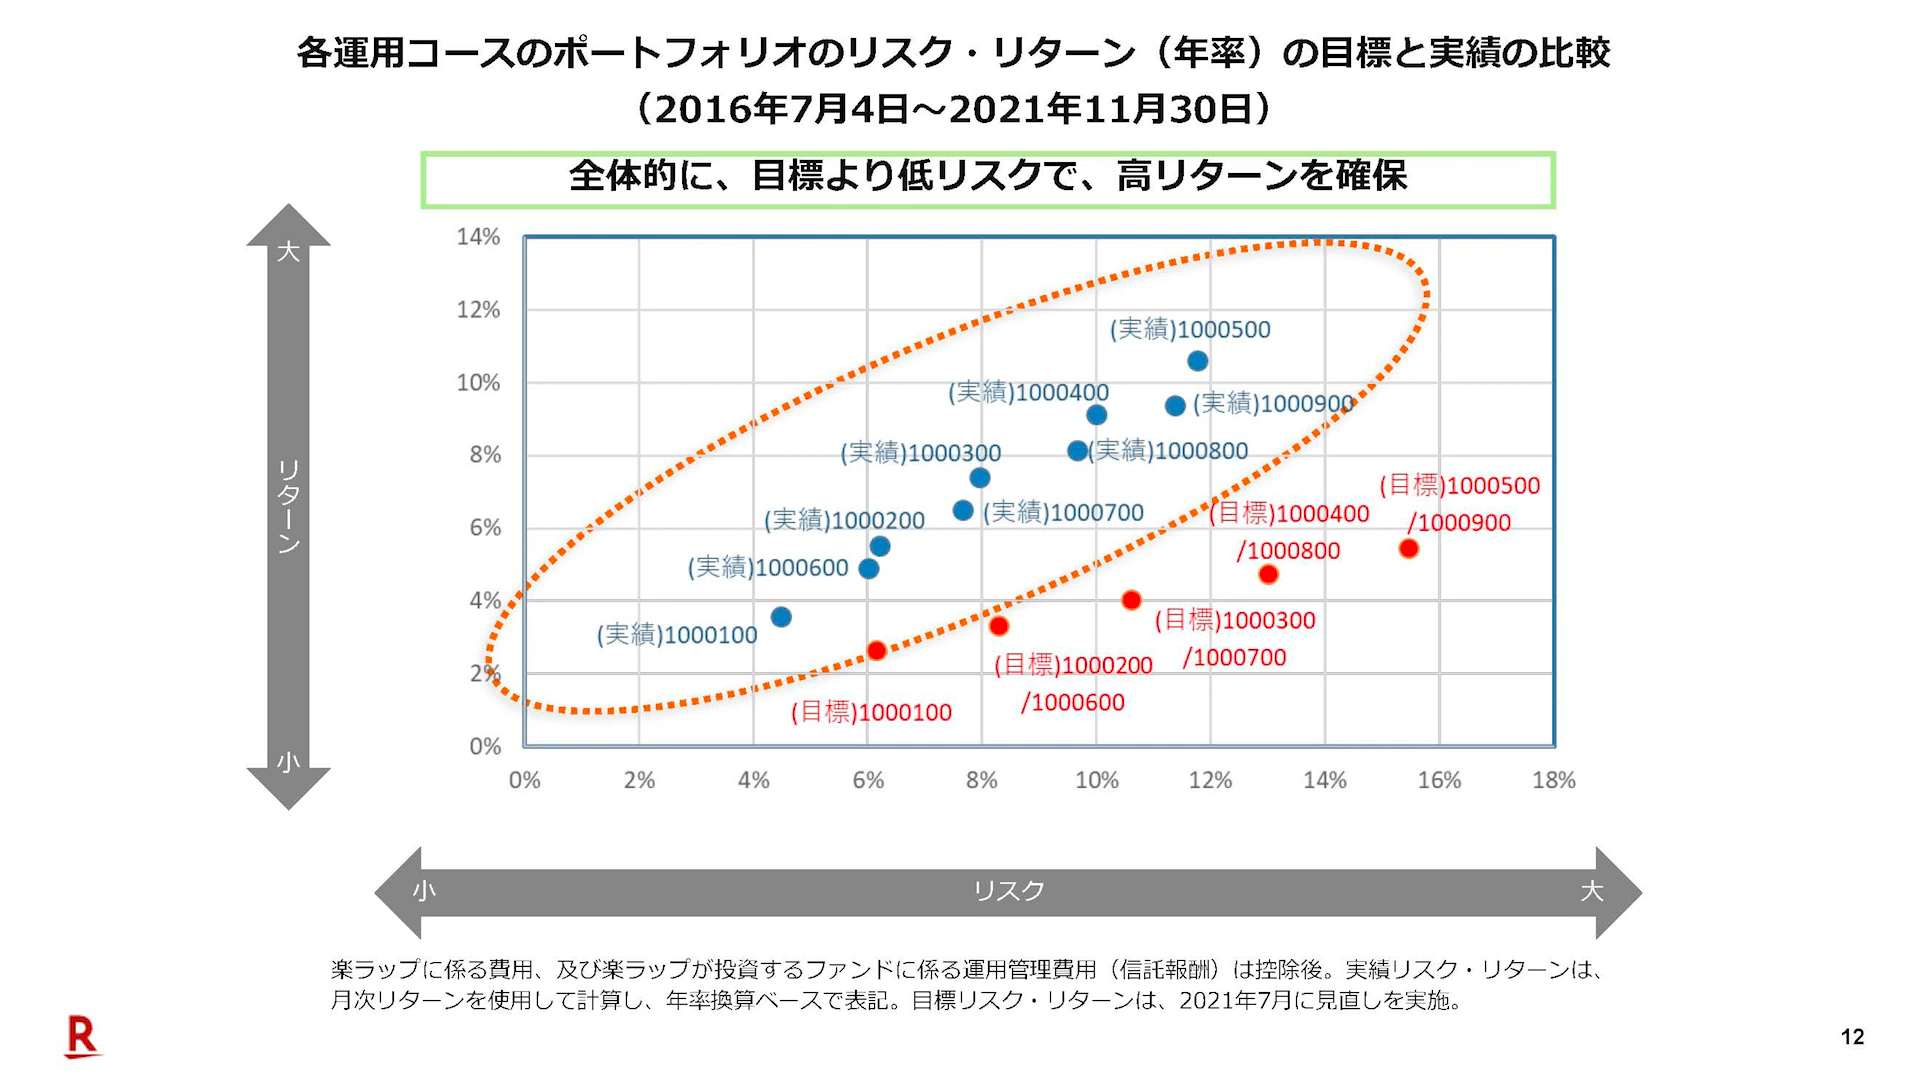 各運用コースのポートフォリオのリスク・リターン（年率）の目標と実績の比較
（2016年7月4日～2021年11月30日）
全体的に、目標より低リスクで、高リターンを確保
大
リターン
小
14%
12%
10%
8%
6%
4%
2%
0%
(実績)1000500
(実績)1000400
(実績)1000900
(実績)1000300
(実績)1000800
(実績)1000200
(実績)1000700
(実績)1000600
(実績)1000100
(目標)1000500
/1000900
(目標)1000400
/1000800
(目標)1000300
/1000700
(目標)1000200
/1000600
(目標)1000100
0%
2%
4%
6%
8%
10%
12%
14%
16%
18%
小
リスク
大
楽ラップに係る費用、及び楽ラップが投資するファンドに係る運用管理費用（信託報酬）は控除後。実績リスク・リターンは、
月次リターンを使用して計算し、年率換算ベースで表記。目標リスク・リターンは、2021年7月に見直しを実施。
R
12